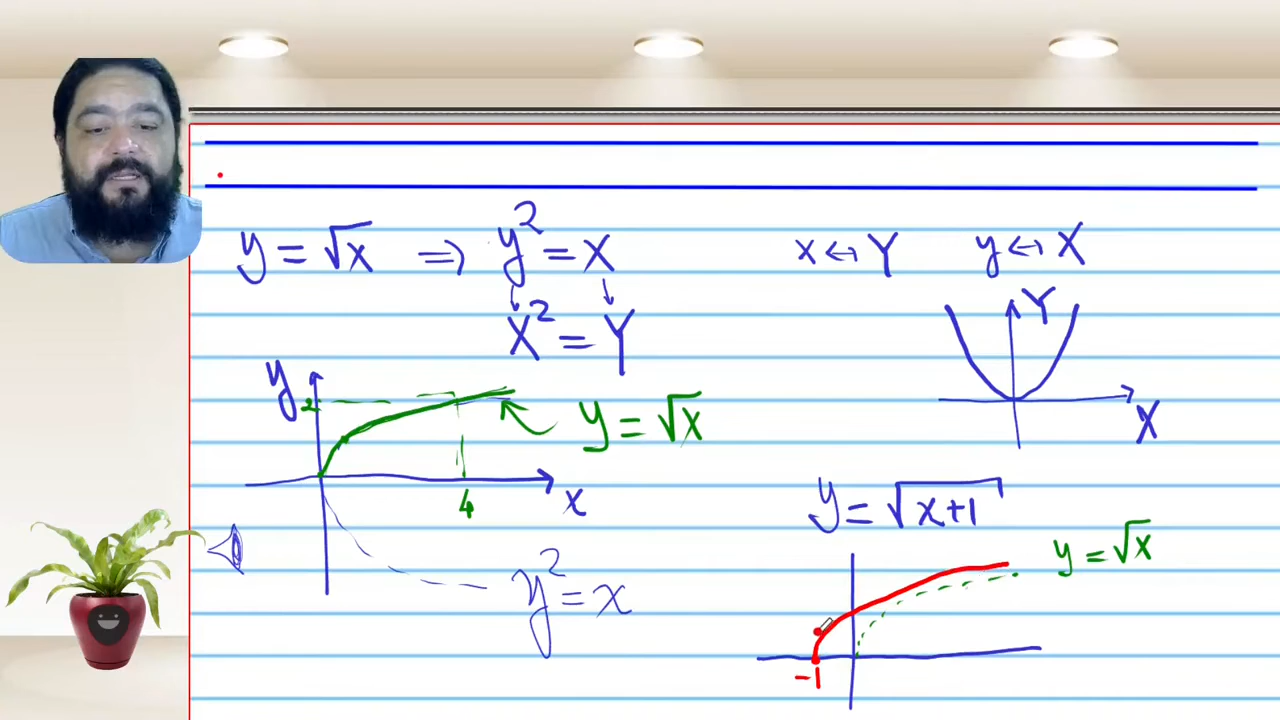 y = √x ⇒ y² = x
x ↔ Y   y ↔ X
X² = Y
Y
X
y
2
y = √x
4
x
y² = x
y = √x+1
y = √x
-1